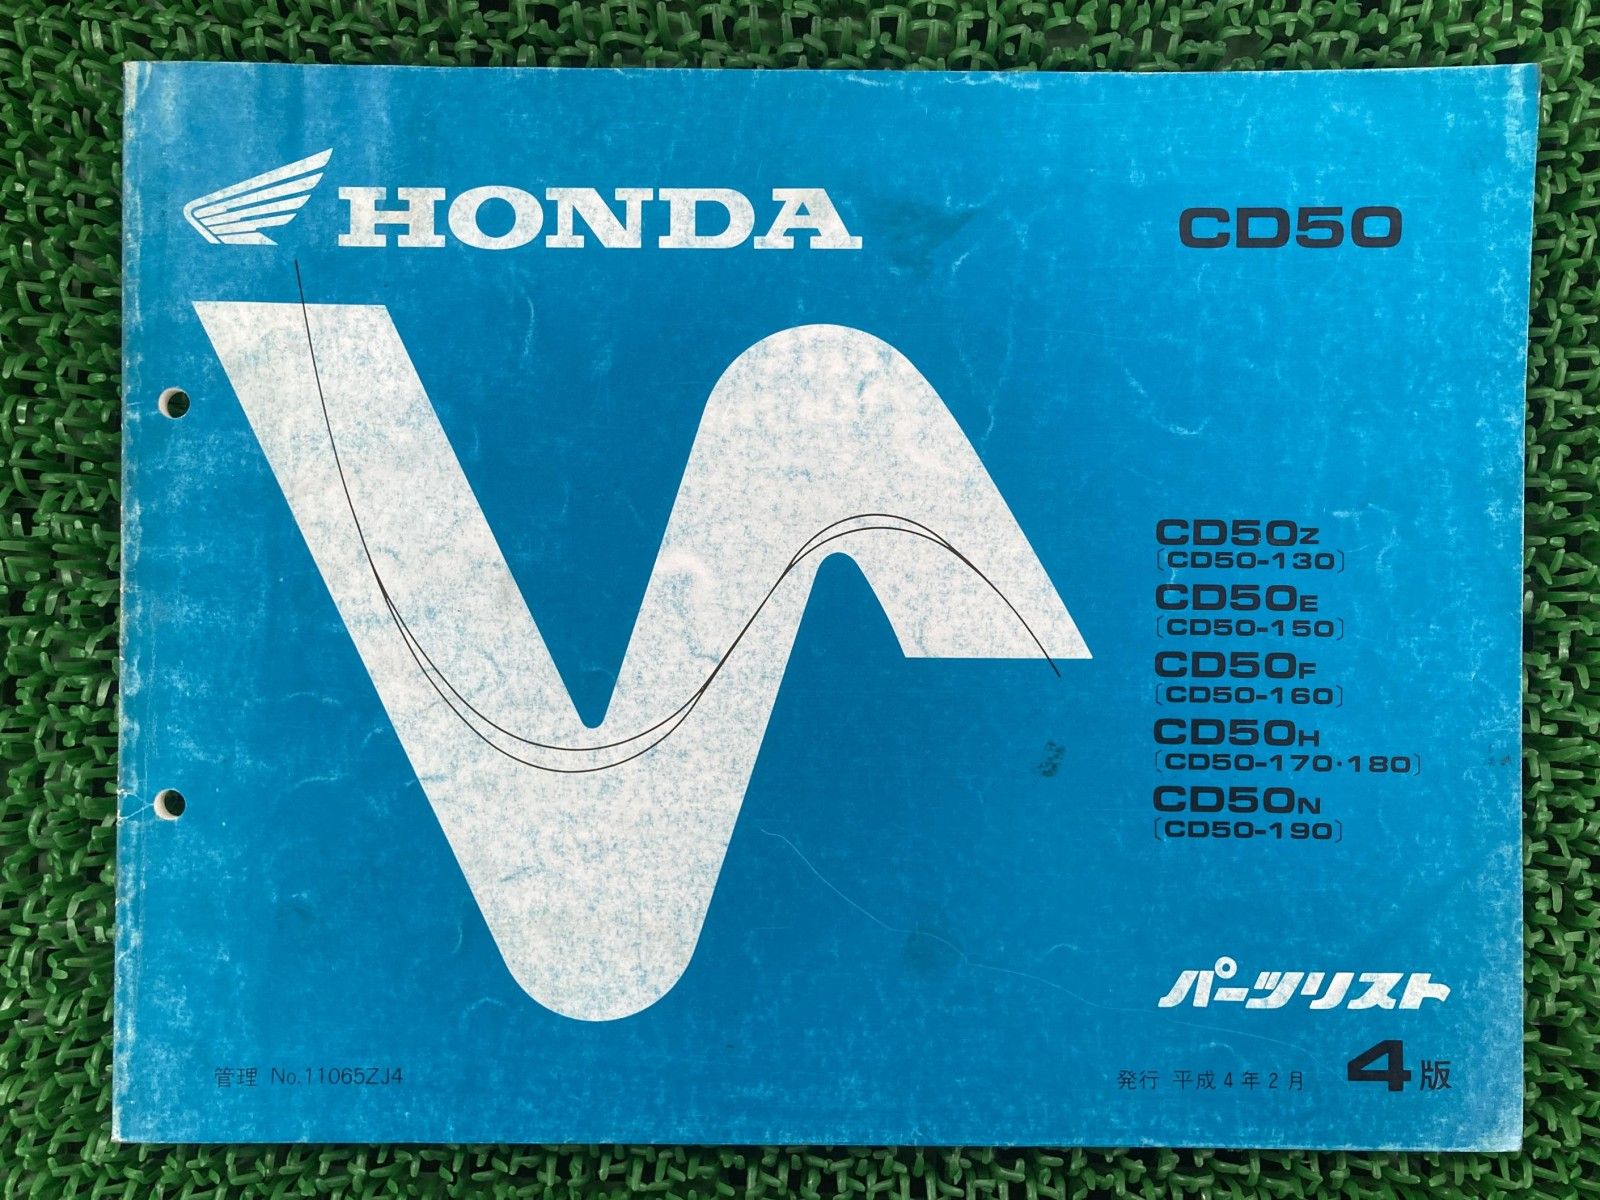 HONDA
CD50
CD50Z
〔CD50-130〕
CD50E
〔CD50-150〕
CD50F
〔CD50-160〕
CD50H
〔CD50-170・180〕
CD50N
〔CD50-190〕
パーツリスト
管理 No.11065ZJ4
発行 平成4年2月 4版